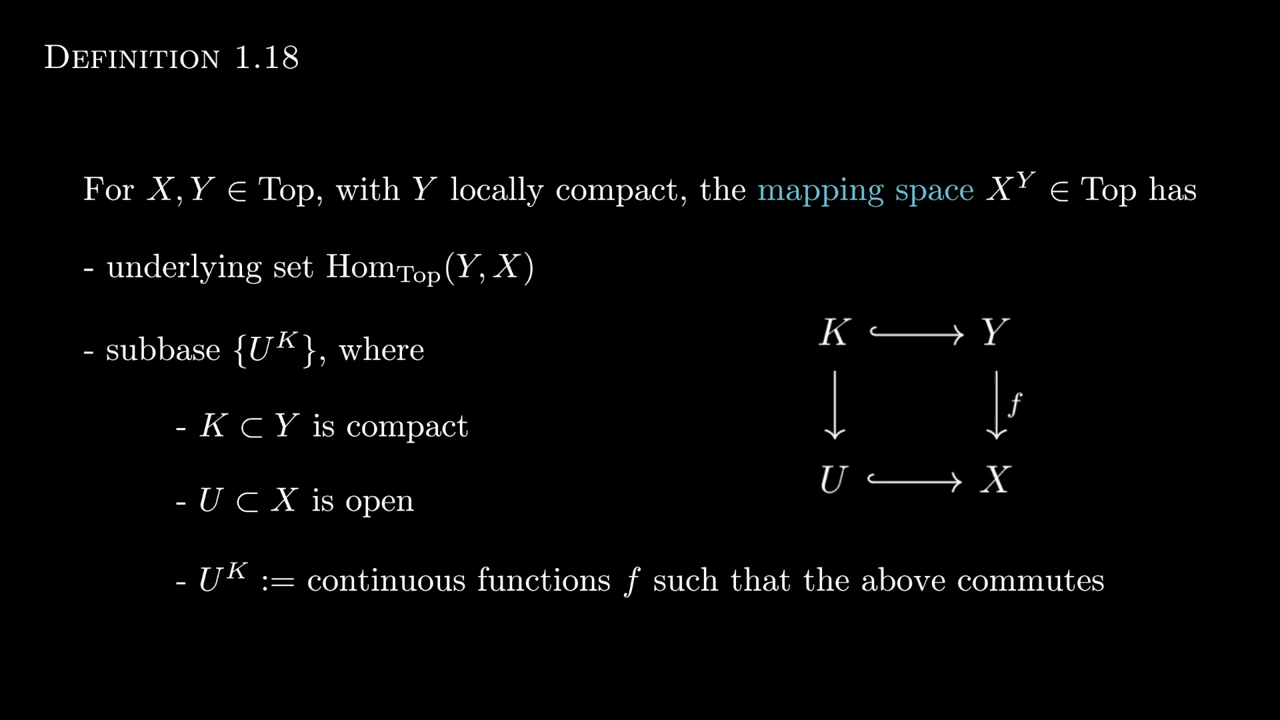 DEFINITION 1.18
For X, Y ∈ Top, with Y locally compact, the mapping space X^Y ∈ Top has
- underlying set Hom_Top(Y, X)
- subbase {U^K}, where
- K ⊂ Y is compact
- U ⊂ X is open
- U^K := continuous functions f such that the above commutes
K Y
f
U X